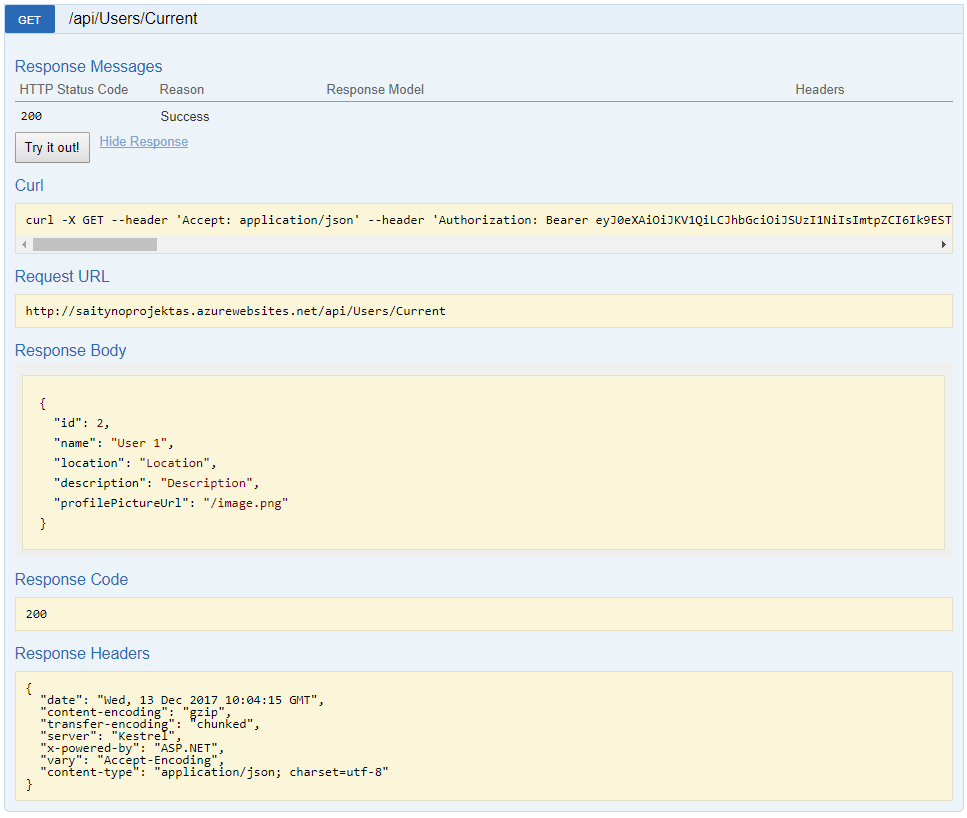 GET /api/Users/Current
Response Messages
HTTP Status Code Reason Response Model Headers
200 Success
Try it out! Hide Response
Curl
curl -X GET --header 'Accept: application/json' --header 'Authorization: Bearer eyJ0eXAiOiJKV1QiLCJhbGciOiJSUzI1NiIsImtpZCI6Ik9EST
Request URL
http://saitynoprojektas.azurewebsites.net/api/Users/Current
Response Body
{
"id": 2,
"name": "User 1",
"location": "Location",
"description": "Description",
"profilePictureUrl": "/image.png"
}
Response Code
200
Response Headers
{
"date": "Wed, 13 Dec 2017 10:04:15 GMT",
"content-encoding": "gzip",
"transfer-encoding": "chunked",
"server": "Kestrel",
"x-powered-by": "ASP.NET",
"vary": "Accept-Encoding",
"content-type": "application/json; charset=utf-8"
}